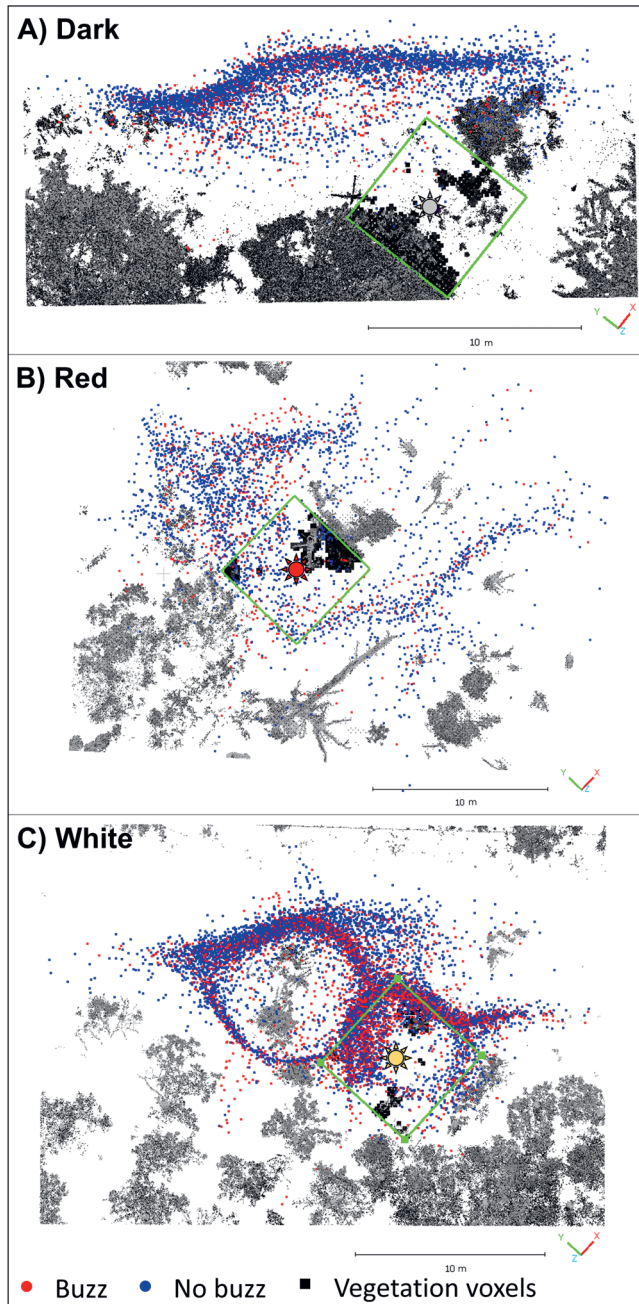 A) Dark
10 m
Y
X
Z
B) Red
10 m
Y
X
Z
C) White
10 m
Y
X
Z
Buzz
No buzz
Vegetation voxels